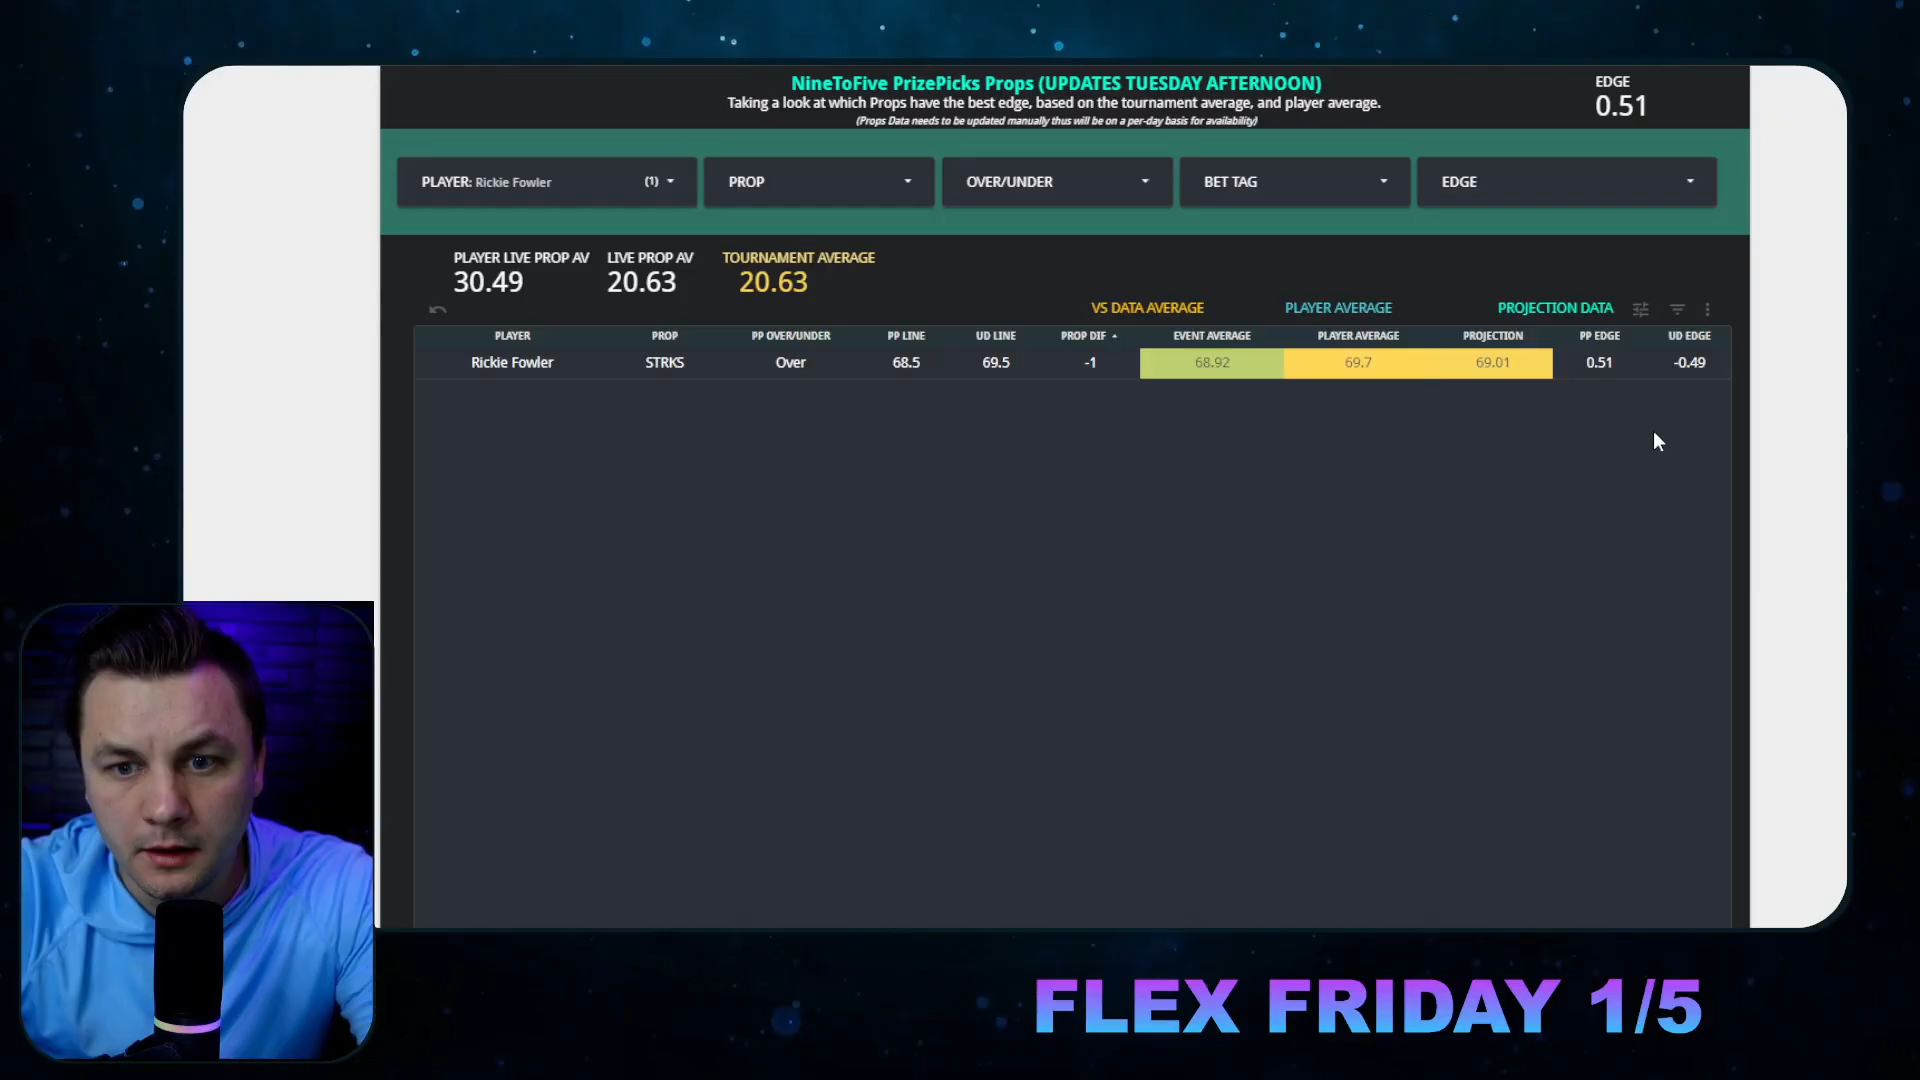 NineToFive PrizePicks Props (UPDATES TUESDAY AFTERNOON)
Taking a look at which Props have the best edge, based on the tournament average, and player average.
(Props Data needs to be updated manually thus will be on a per-day basis for availability)
EDGE
0.51
PLAYER: Rickie Fowler (1)
PROP
OVER/UNDER
BET TAG
EDGE
PLAYER LIVE PROP AV LIVE PROP AV TOURNAMENT AVERAGE
30.49 20.63 20.63
VS DATA AVERAGE PLAYER AVERAGE PROJECTION DATA
PLAYER PROP PP OVER/UNDER PP LINE UD LINE PROP DIF EVENT AVERAGE PLAYER AVERAGE PROJECTION PP EDGE UD EDGE
Rickie Fowler STRKS Over 68.5 69.5 -1 68.92 69.7 69.01 0.51 -0.49
FLEX FRIDAY 1/5